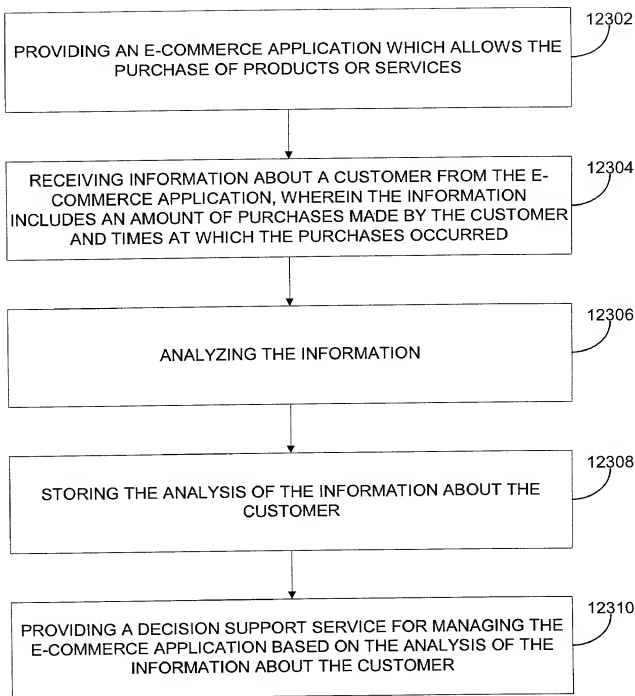 12302
PROVIDING AN E-COMMERCE APPLICATION WHICH ALLOWS THE
PURCHASE OF PRODUCTS OR SERVICES
12304
RECEIVING INFORMATION ABOUT A CUSTOMER FROM THE E-
COMMERCE APPLICATION, WHEREIN THE INFORMATION
INCLUDES AN AMOUNT OF PURCHASES MADE BY THE CUSTOMER
AND TIMES AT WHICH THE PURCHASES OCCURRED
12306
ANALYZING THE INFORMATION
12308
STORING THE ANALYSIS OF THE INFORMATION ABOUT THE
CUSTOMER
12310
PROVIDING A DECISION SUPPORT SERVICE FOR MANAGING THE
E-COMMERCE APPLICATION BASED ON THE ANALYSIS OF THE
INFORMATION ABOUT THE CUSTOMER